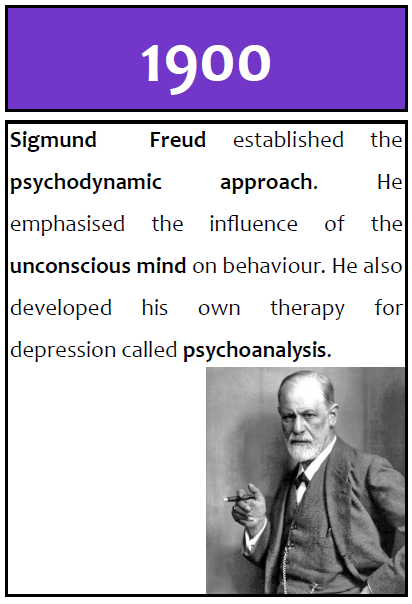 1900
Sigmund Freud established the
psychodynamic approach. He
emphasised the influence of the
unconscious mind on behaviour. He also
developed his own therapy for
depression called psychoanalysis.